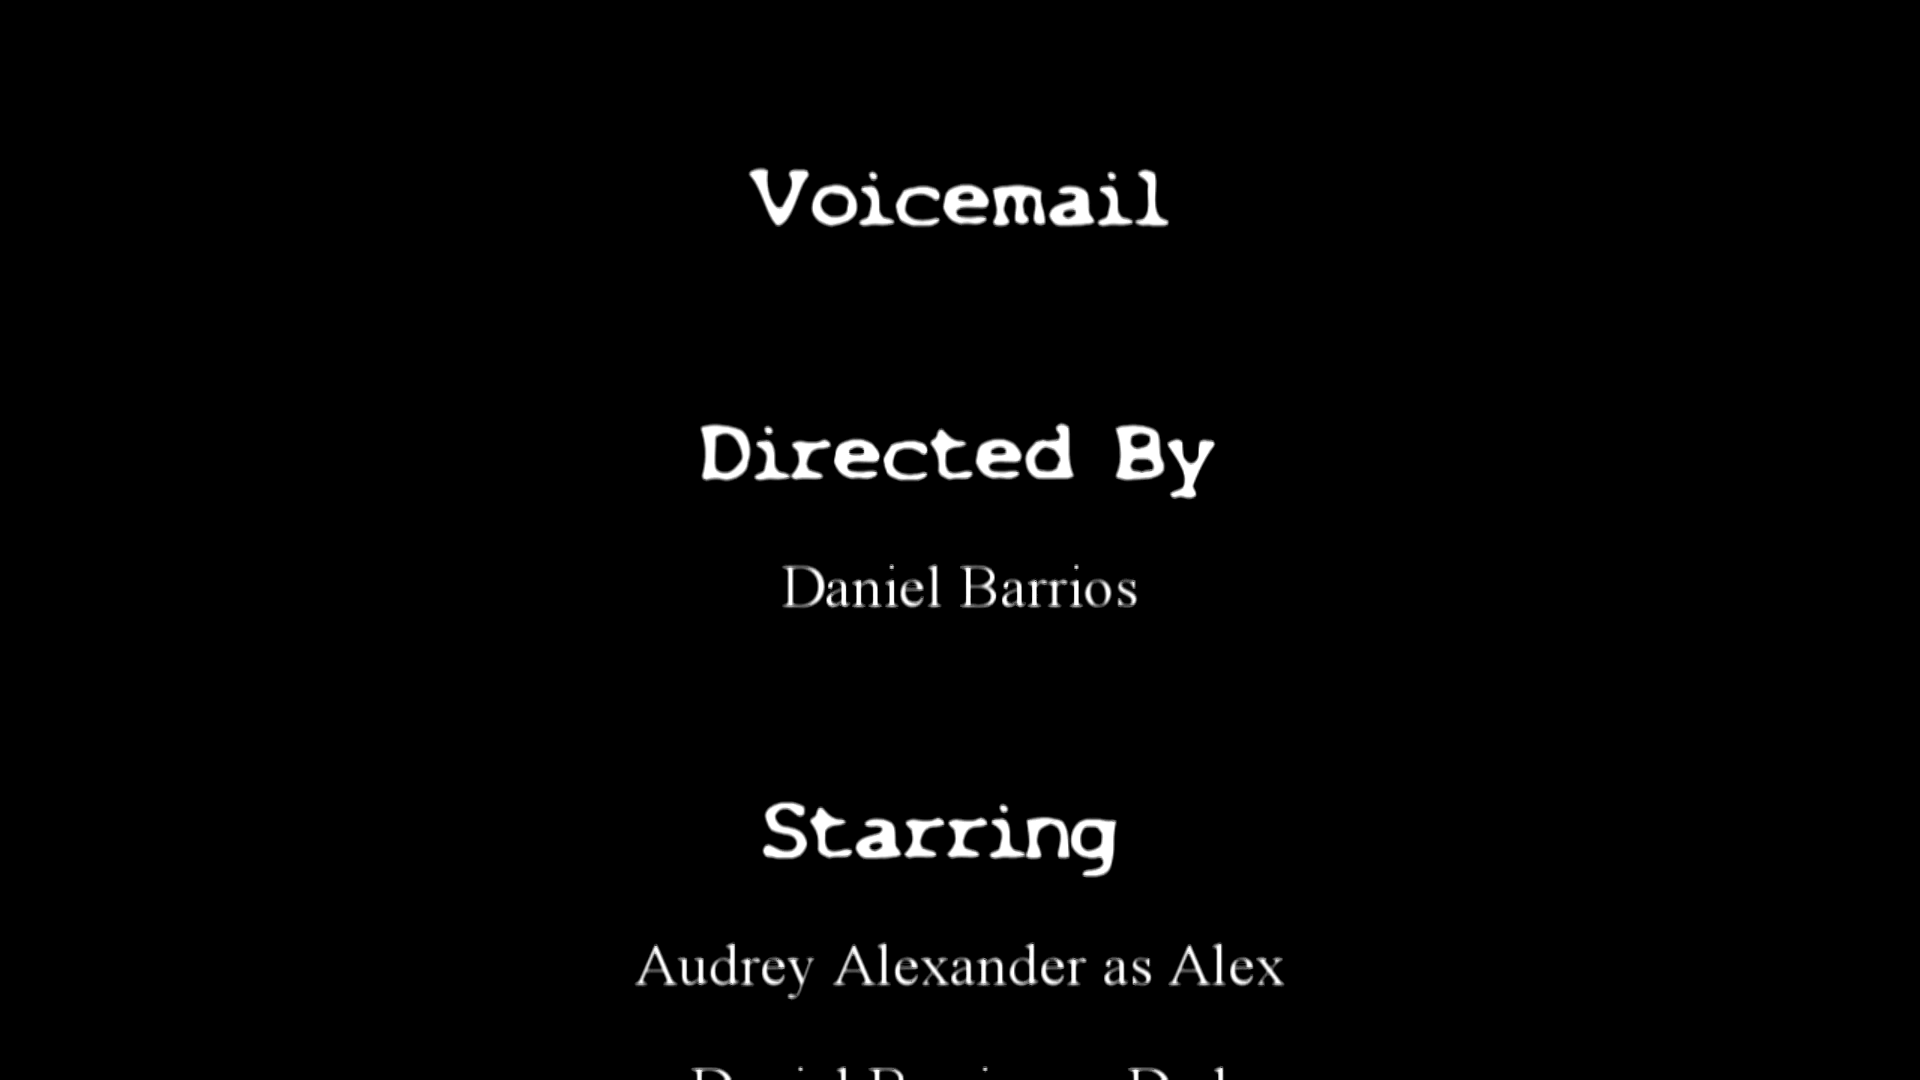 Voicemail
Directed By
Daniel Barrios
Starring
Audrey Alexander as Alex